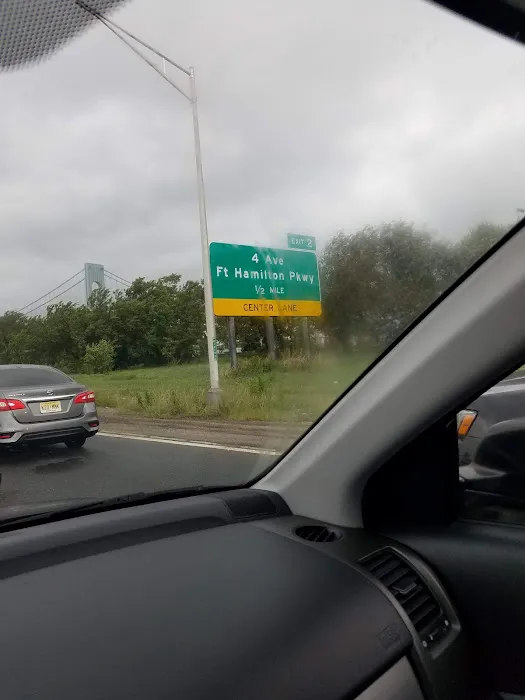 EXIT 2
4 Ave
Ft Hamilton Pkwy
½ MILE
CENTER LANE